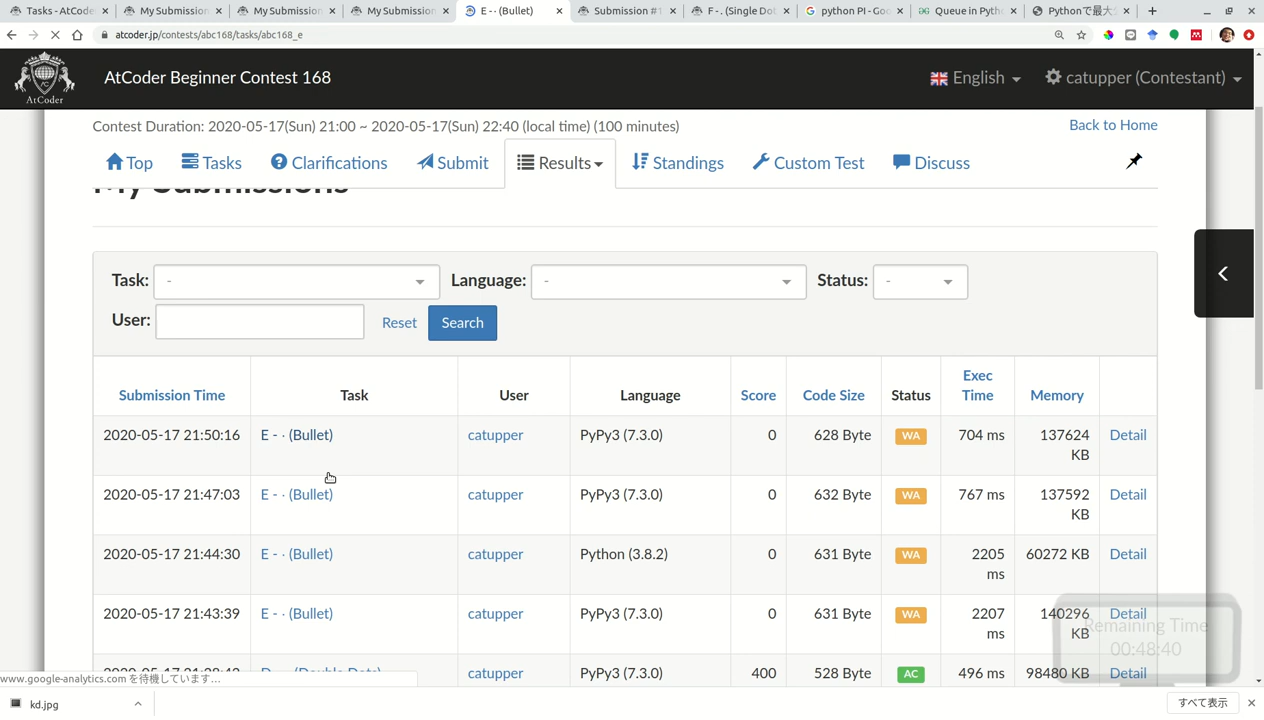 Tasks - AtCode
My Submission
My Submission
My Submission
E - · (Bullet)
Submission #1
F - . (Single Dot
python PI - Goo
Queue in Pytho
Pythonで最大公
atcoder.jp/contests/abc168/tasks/abc168_e
AtCoder
AtCoder Beginner Contest 168
English
catupper (Contestant)
Contest Duration: 2020-05-17(Sun) 21:00 ~ 2020-05-17(Sun) 22:40 (local time) (100 minutes)
Back to Home
Top
Tasks
Clarifications
Submit
Results
Standings
Custom Test
Discuss
My Submissions
Task: -
Language: -
Status: -
User:
Reset
Search
Submission Time
Task
User
Language
Score
Code Size
Status
Exec Time
Memory
2020-05-17 21:50:16 E - · (Bullet) catupper PyPy3 (7.3.0) 0 628 Byte WA 704 ms 137624 KB Detail
2020-05-17 21:47:03 E - · (Bullet) catupper PyPy3 (7.3.0) 0 632 Byte WA 767 ms 137592 KB Detail
2020-05-17 21:44:30 E - · (Bullet) catupper Python (3.8.2) 0 631 Byte WA 2205 ms 60272 KB Detail
2020-05-17 21:43:39 E - · (Bullet) catupper PyPy3 (7.3.0) 0 631 Byte WA 2207 ms 140296 KB Detail
catupper PyPy3 (7.3.0) 400 528 Byte AC 496 ms 98480 KB Detail
Remaining Time
00:48:40
www.google-analytics.com を待機しています...
kd.jpg
すべて表示